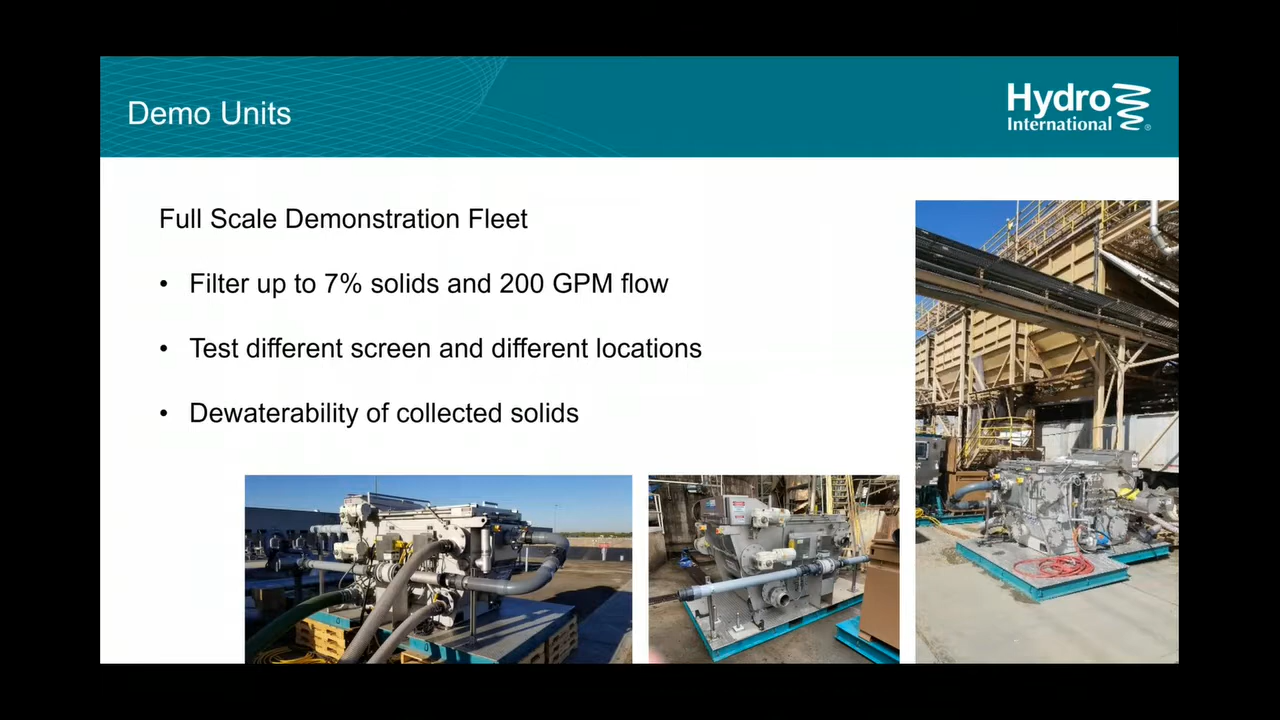 Demo Units
Hydro
International
®
Full Scale Demonstration Fleet
• Filter up to 7% solids and 200 GPM flow
• Test different screen and different locations
• Dewaterability of collected solids